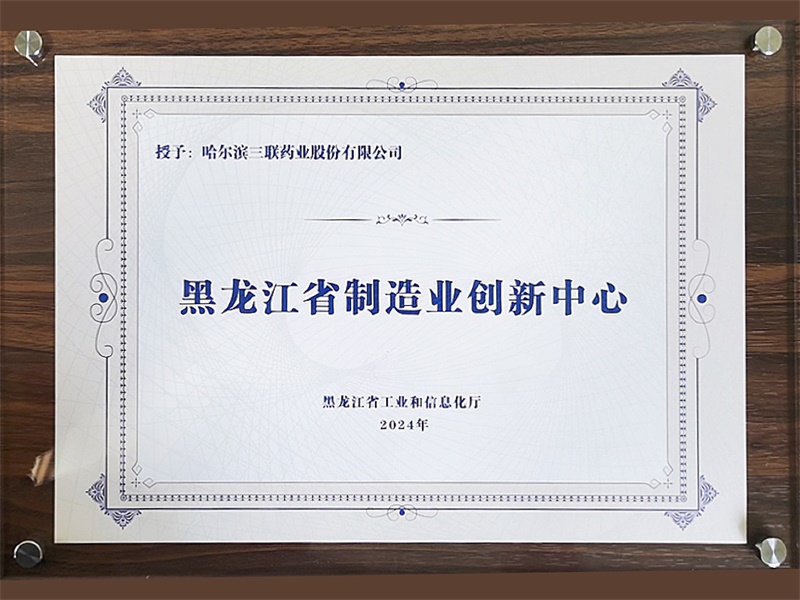 授予：哈尔滨三联药业股份有限公司
黑龙江省制造业创新中心
黑龙江省工业和信息化厅
2024年